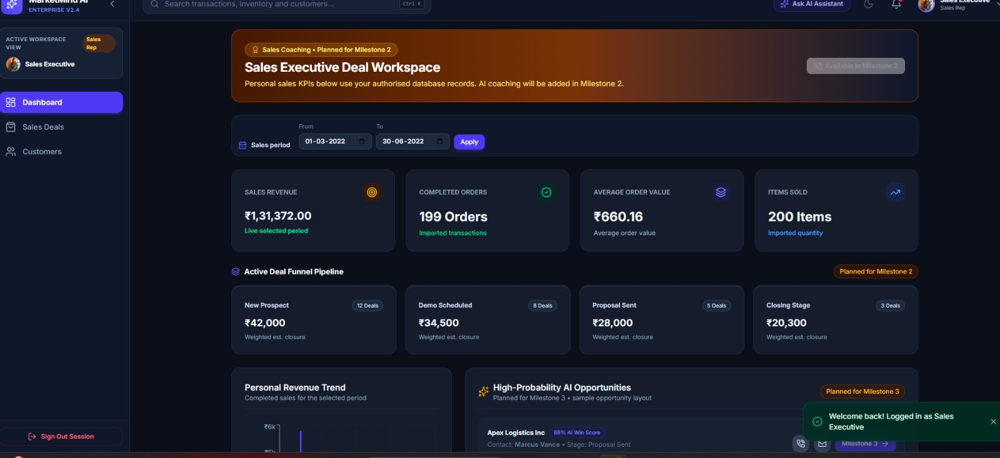 MarketMind AI
ENTERPRISE V2.4
Search transactions, inventory and customers...
Ctrl K
Ask AI Assistant
Sales Executive
Sales Rep
ACTIVE WORKSPACE VIEW
Sales Rep
Sales Executive
Dashboard
Sales Deals
Customers
Sign Out Session
Sales Coaching • Planned for Milestone 2
Sales Executive Deal Workspace
Personal sales KPIs below use your authorised database records. AI coaching will be added in Milestone 2.
Available in Milestone 2
Sales period
From
01-03-2022
To
30-06-2022
Apply
SALES REVENUE
₹1,31,372.00
Live selected period
COMPLETED ORDERS
199 Orders
Imported transactions
AVERAGE ORDER VALUE
₹660.16
Average order value
ITEMS SOLD
200 Items
Imported quantity
Active Deal Funnel Pipeline
Planned for Milestone 2
New Prospect
12 Deals
₹42,000
Weighted est. closure
Demo Scheduled
8 Deals
₹34,500
Weighted est. closure
Proposal Sent
5 Deals
₹28,000
Weighted est. closure
Closing Stage
3 Deals
₹20,300
Weighted est. closure
Personal Revenue Trend
Completed sales for the selected period
₹6k
₹5k
High-Probability AI Opportunities
Planned for Milestone 3 • sample opportunity layout
Planned for Milestone 3
Apex Logistics Inc
88% AI Win Score
Contact: Marcus Vance • Stage: Proposal Sent
Milestone 3
Welcome back! Logged in as Sales
Executive